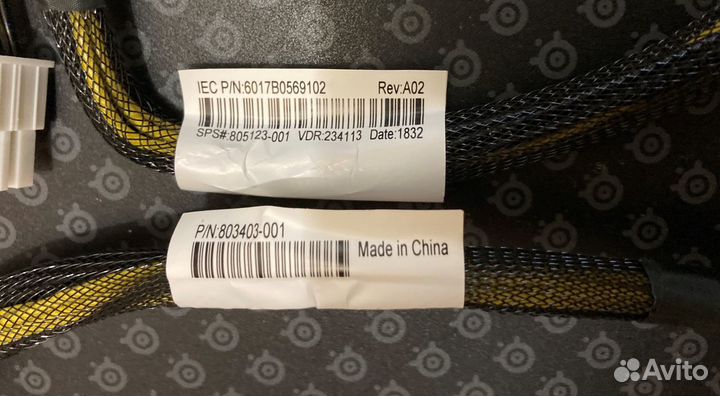 IEC P/N:6017B0569102 Rev:A02
SPS#:805123-001 VDR:234113 Date:1832
P/N:803403-001
Made in China
Avito